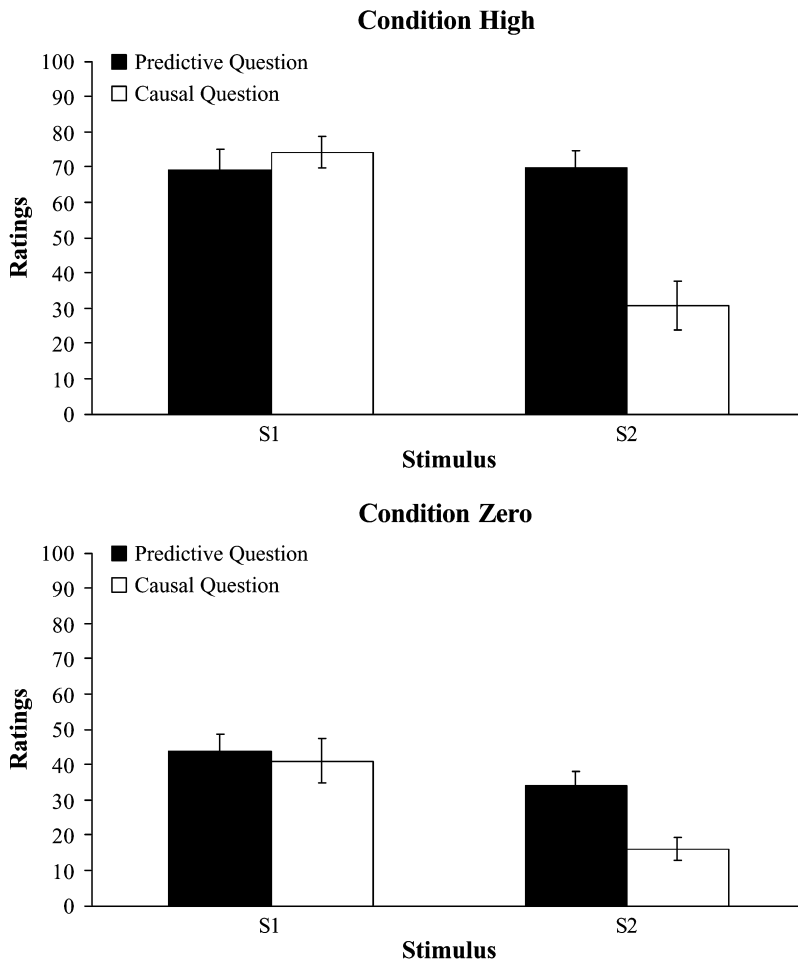 Condition High
100
Predictive Question
90
Causal Question
80
70
60
50
40
30
20
10
0
Ratings
S1 S2
Stimulus
Condition Zero
100
Predictive Question
90
Causal Question
80
70
60
50
40
30
20
10
0
Ratings
S1 S2
Stimulus